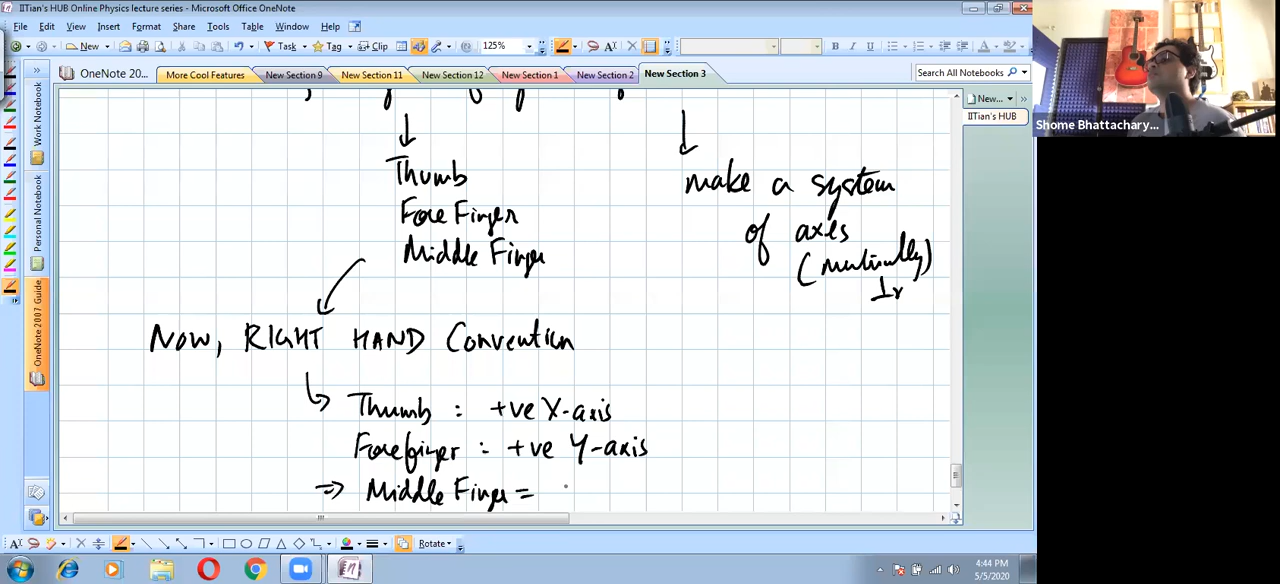 IITian's HUB Online Physics lecture series - Microsoft Office OneNote
File Edit View Insert Format Share Tools Table Window Help
New Task Tag Clip 125% B I U
OneNote 20... More Cool Features New Section 9 New Section 11 New Section 12 New Section 1 New Section 2 New Section 3 Search All Notebooks
Work Notebook
Personal Notebook
OneNote 2007 Guide
New...
IITian's HUB
Shome Bhattachary...
Thumb
Fore Finger
Middle Finger
make a system
of axes
(mutually)
⊥r
Now, RIGHT HAND Convention
Thumb : +ve X-axis
Forefinger : +ve Y-axis
⇒ Middle Finger =
Rotate
4:44 PM
5/5/2020